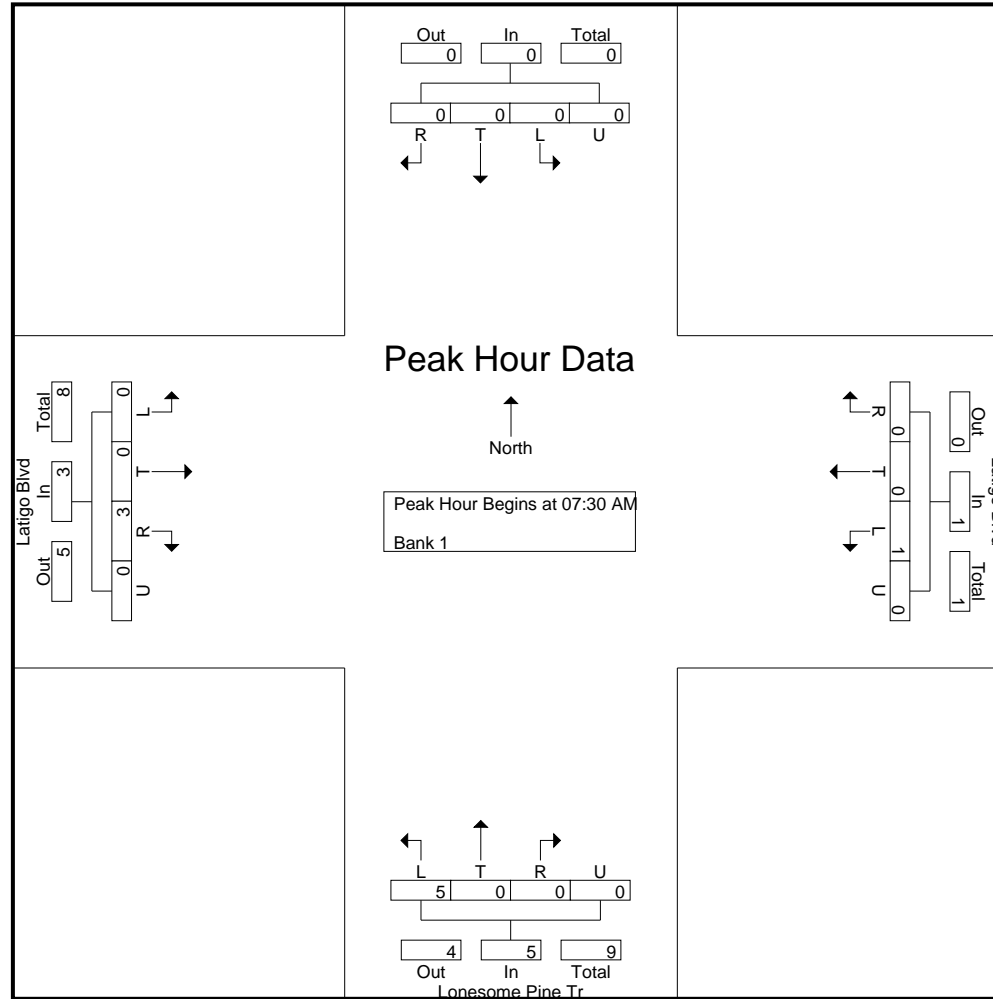 Out In Total
0 0 0
0 0 0 0
R T L U
Peak Hour Data
North
Peak Hour Begins at 07:30 AM
Bank 1
Latigo Blvd
Total In Out
8 3 5
0 0 3 0
L T R U
R T L U
0 0 1 0
Out In Total
0 1 1
L T R U
5 0 0 0
4 5 9
Out In Total
Lonesome Pine Tr